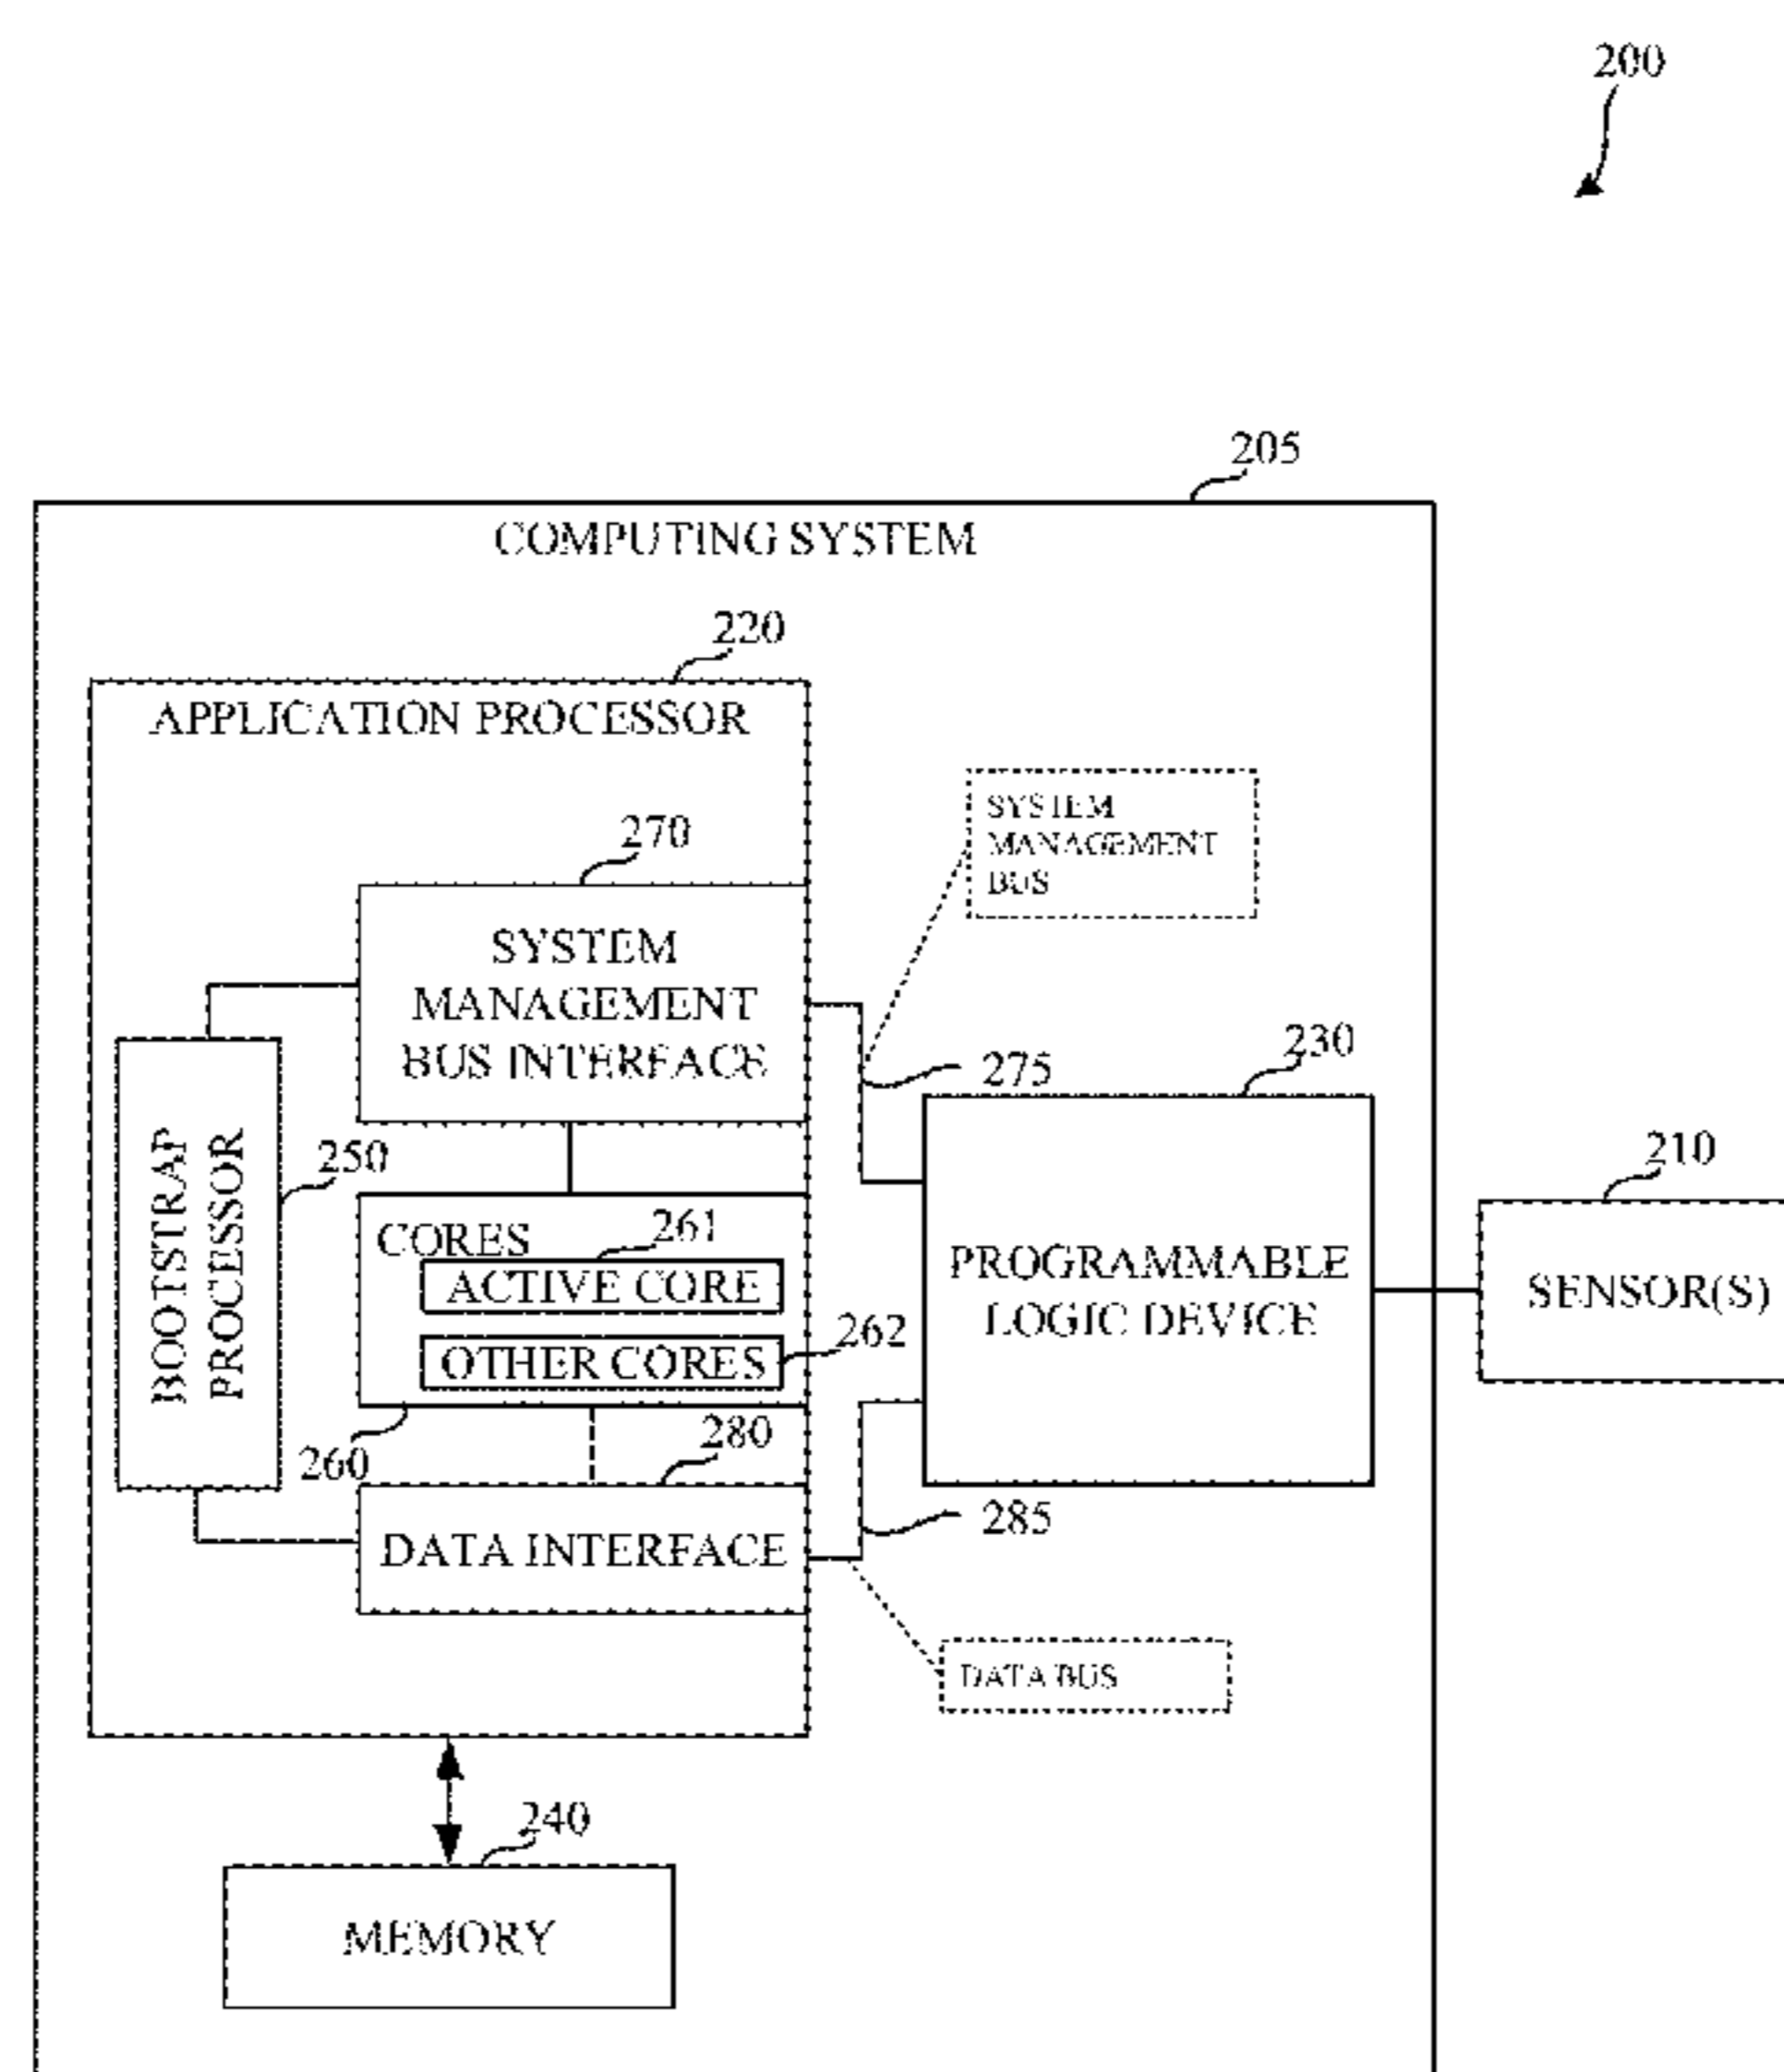 200
205
COMPUTING SYSTEM
220
APPLICATION PROCESSOR
SYSTEM
MANAGEMENT
BUS
270
SYSTEM
MANAGEMENT
BUS INTERFACE
275
230
BOOTSTRAP
PROCESSOR
250
210
CORES
261
ACTIVE CORE
262
OTHER CORES
PROGRAMMABLE
LOGIC DEVICE
SENSOR(S)
260
280
DATA INTERFACE
285
DATA BUS
240
MEMORY